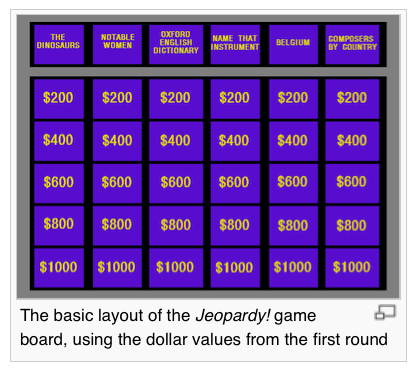 THE DINOSAURS NOTABLE WOMEN OXFORD ENGLISH DICTIONARY NAME THAT INSTRUMENT BELGIUM COMPOSERS BY COUNTRY
$200 $200 $200 $200 $200 $200
$400 $400 $400 $400 $400 $400
$600 $600 $600 $600 $600 $600
$800 $800 $800 $800 $800 $800
$1000 $1000 $1000 $1000 $1000 $1000
The basic layout of the Jeopardy! game
board, using the dollar values from the first round